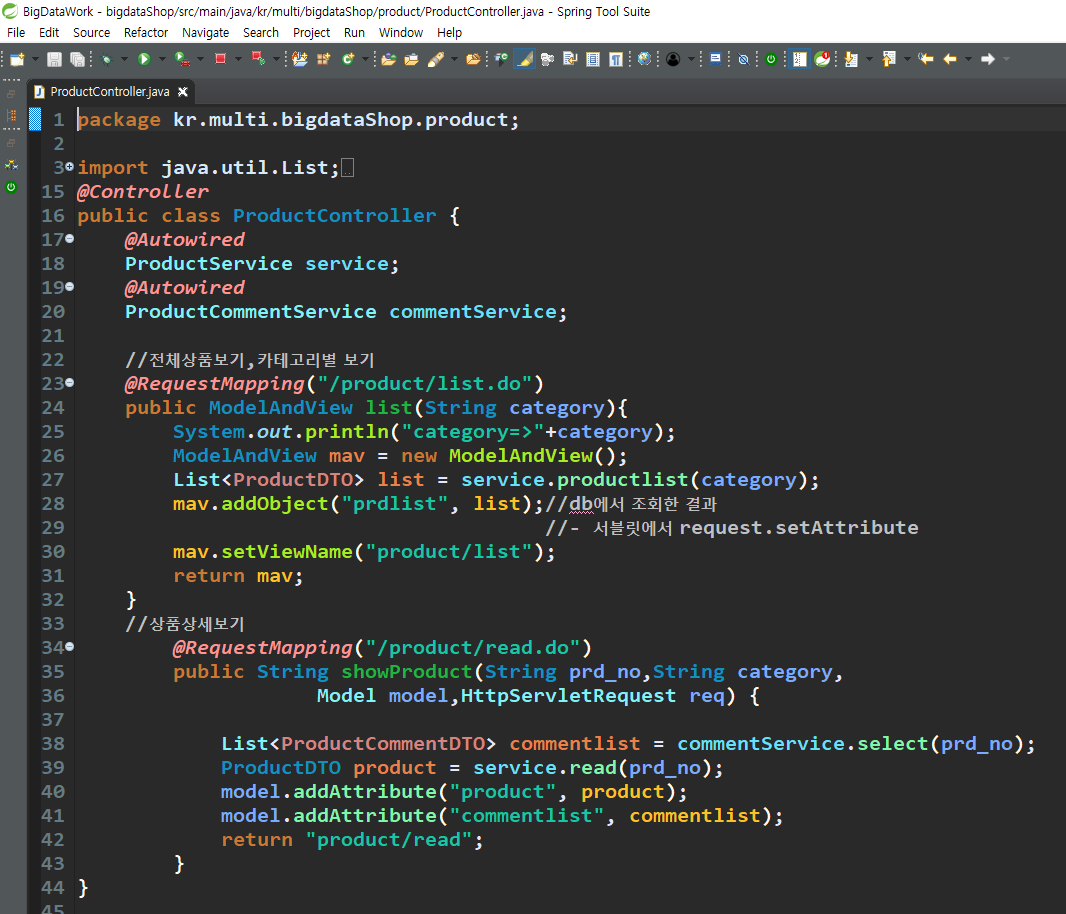 BigDataWork - bigdataShop/src/main/java/kr/multi/bigdataShop/product/ProductController.java - Spring Tool Suite
File Edit Source Refactor Navigate Search Project Run Window Help
ProductController.java
1 package kr.multi.bigdataShop.product;
2
3 import java.util.List;
15 @Controller
16 public class ProductController {
17 @Autowired
18 ProductService service;
19 @Autowired
20 ProductCommentService commentService;
21
22 //전체상품보기,카테고리별 보기
23 @RequestMapping("/product/list.do")
24 public ModelAndView list(String category){
25 System.out.println("category=>"+category);
26 ModelAndView mav = new ModelAndView();
27 List<ProductDTO> list = service.productlist(category);
28 mav.addObject("prdlist", list);//db에서 조회한 결과
29 //- 서블릿에서 request.setAttribute
30 mav.setViewName("product/list");
31 return mav;
32 }
33 //상품상세보기
34 @RequestMapping("/product/read.do")
35 public String showProduct(String prd_no,String category,
36 Model model,HttpServletRequest req) {
37
38 List<ProductCommentDTO> commentlist = commentService.select(prd_no);
39 ProductDTO product = service.read(prd_no);
40 model.addAttribute("product", product);
41 model.addAttribute("commentlist", commentlist);
42 return "product/read";
43 }
44 }
45